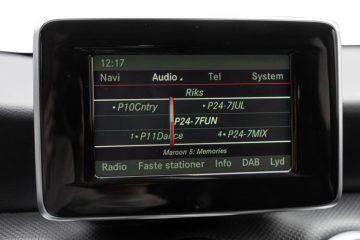 12:17
Navi Audio Tel System
Riks
• P10Cntry • P24-7JUL
P24-7FUN
1• P11Dance 4• P24-7MIX
Maroon 5: Memories
Radio Faste stationer Info DAB Lyd